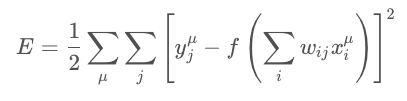 E = \frac{1}{2} \sum_{\mu} \sum_{j} \left[ y_j^{\mu} - f \left( \sum_{i} w_{ij} x_i^{\mu} \right) \right]^2